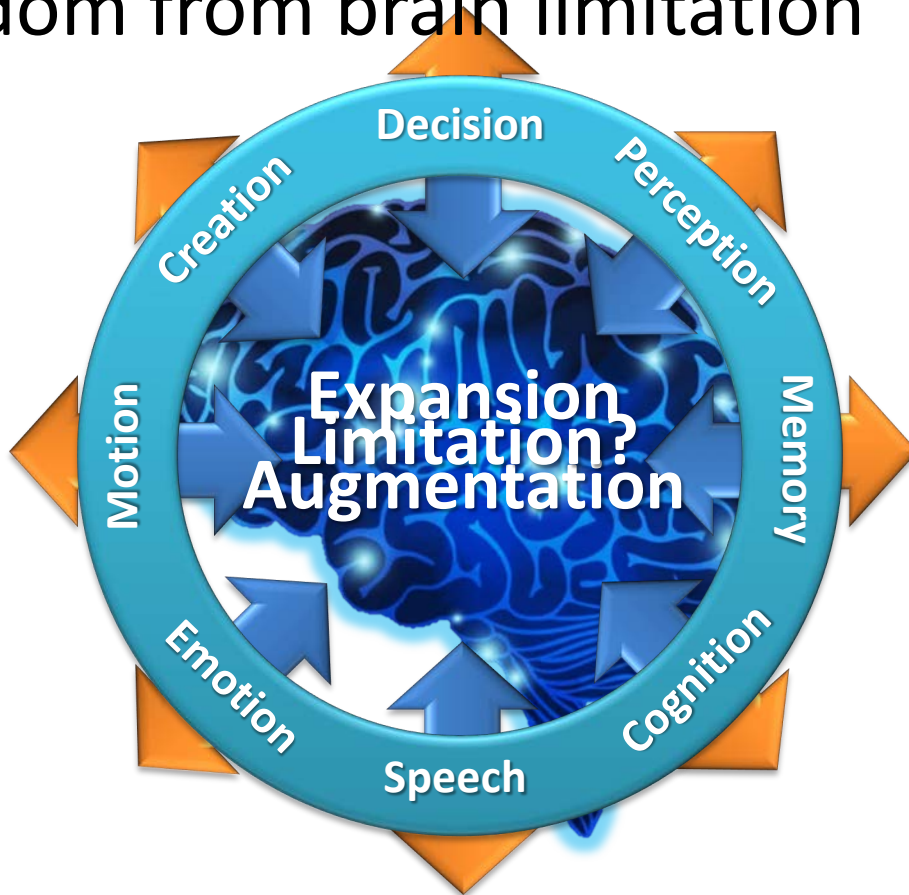 dom from brain limitation
Decision
Perception
Creation
Expansion
Limitation?
Augmentation
Motion
Memory
Emotion
Cognition
Speech